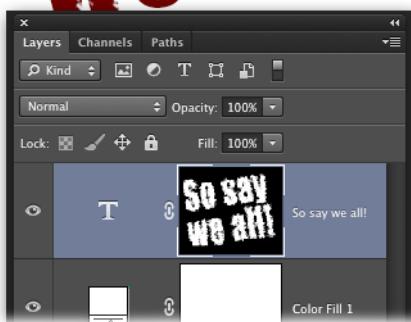 Layers Channels Paths
Kind T
Normal Opacity: 100%
Lock: Fill: 100%
T So say we all! So say we all!
Color Fill 1